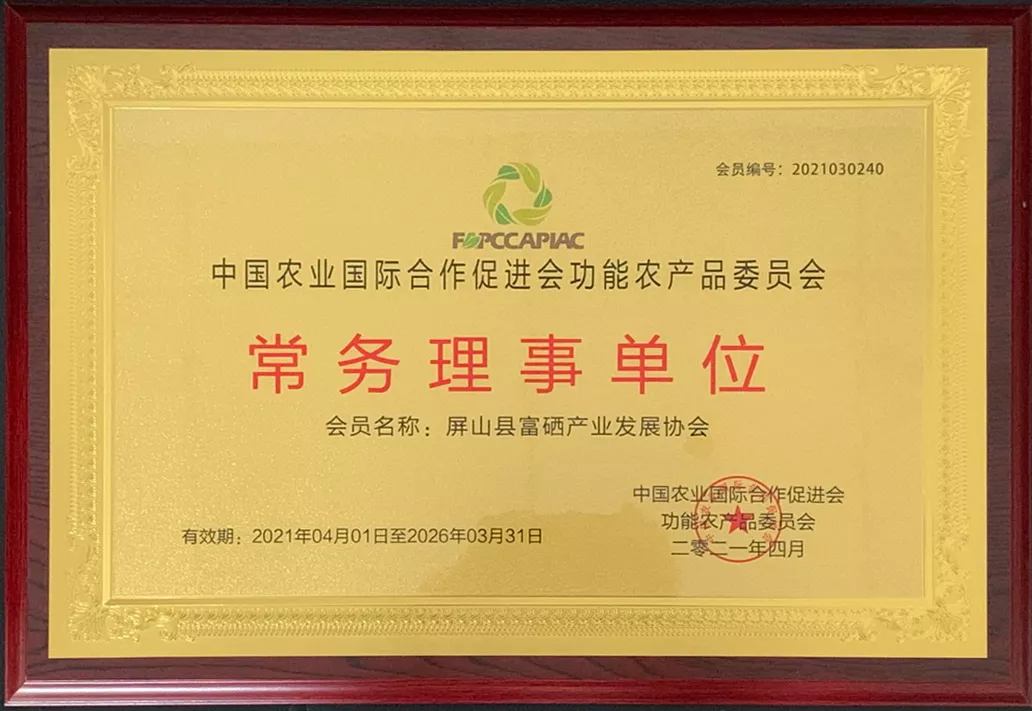 会员编号：2021030240
FAPCCAPIAC
中国农业国际合作促进会功能农产品委员会
常务理事单位
会员名称：屏山县富硒产业发展协会
中国农业国际合作促进会
功能农产品委员会
有效期：2021年04月01日至2026年03月31日
二零二一年四月